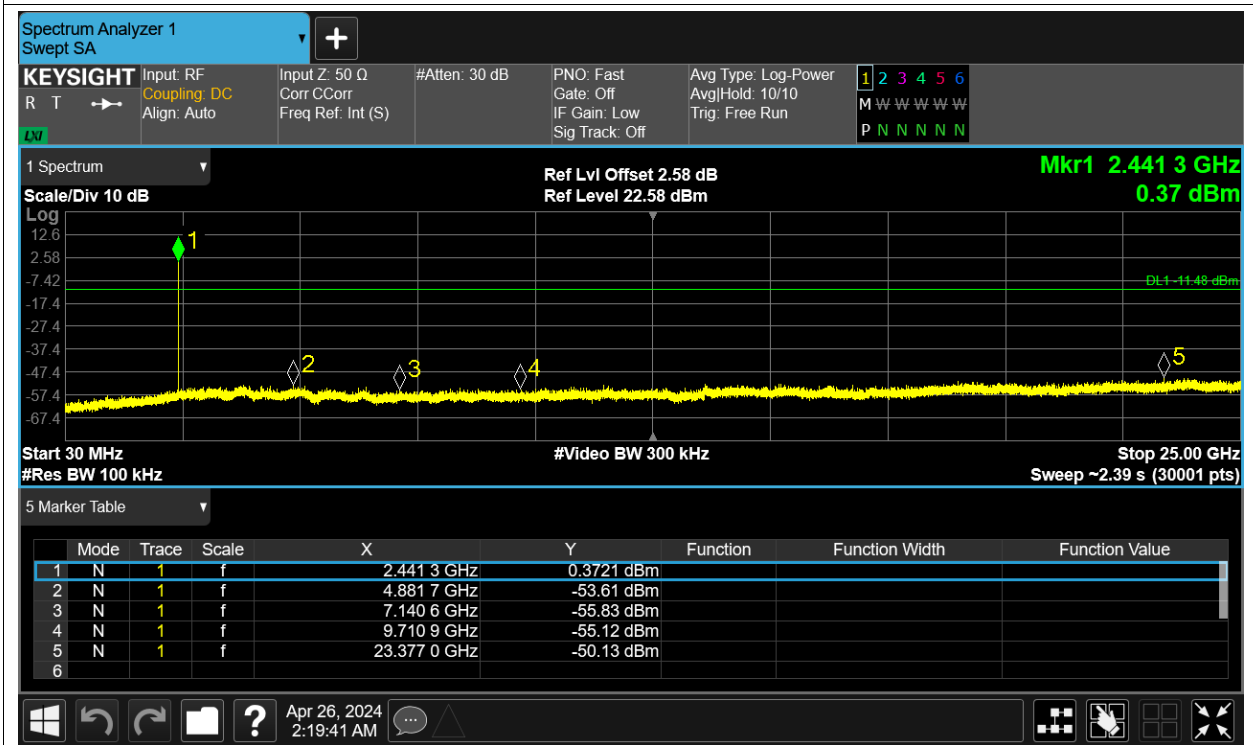 Spectrum Analyzer 1
Swept SA
KEYSIGHT
R T
LXI
Input: RF
Coupling: DC
Align: Auto
Input Z: 50 Ω
Corr CCorr
Freq Ref: Int (S)
#Atten: 30 dB
PNO: Fast
Gate: Off
IF Gain: Low
Sig Track: Off
Avg Type: Log-Power
Avg|Hold: 10/10
Trig: Free Run
1 2 3 4 5 6
M W W W W W
P N N N N N
1 Spectrum
Scale/Div 10 dB
Ref Lvl Offset 2.58 dB
Ref Level 22.58 dBm
Mkr1 2.441 3 GHz
0.37 dBm
Log
12.6
2.58
-7.42
-17.4
-27.4
-37.4
-47.4
-57.4
-67.4
1
2
3
4
5
DL1 -11.48 dBm
Start 30 MHz
#Res BW 100 kHz
#Video BW 300 kHz
Stop 25.00 GHz
Sweep ~2.39 s (30001 pts)
5 Marker Table
Mode Trace Scale X Y Function Function Width Function Value
1 N 1 f 2.441 3 GHz 0.3721 dBm
2 N 1 f 4.881 7 GHz -53.61 dBm
3 N 1 f 7.140 6 GHz -55.83 dBm
4 N 1 f 9.710 9 GHz -55.12 dBm
5 N 1 f 23.377 0 GHz -50.13 dBm
6
?
Apr 26, 2024
2:19:41 AM